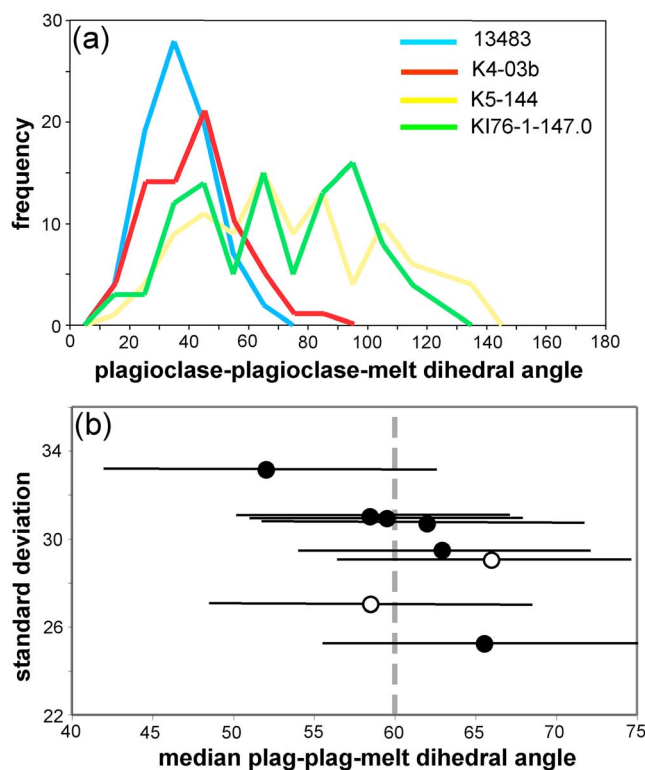 (a)
30
20
10
0
frequency
13483
K4-03b
K5-144
KI76-1-147.0
0 20 40 60 80 100 120 140 160 180
plagioclase-plagioclase-melt dihedral angle
(b)
33
30
26
22
standard deviation
40 45 50 55 60 65 70 75
median plag-plag-melt dihedral angle